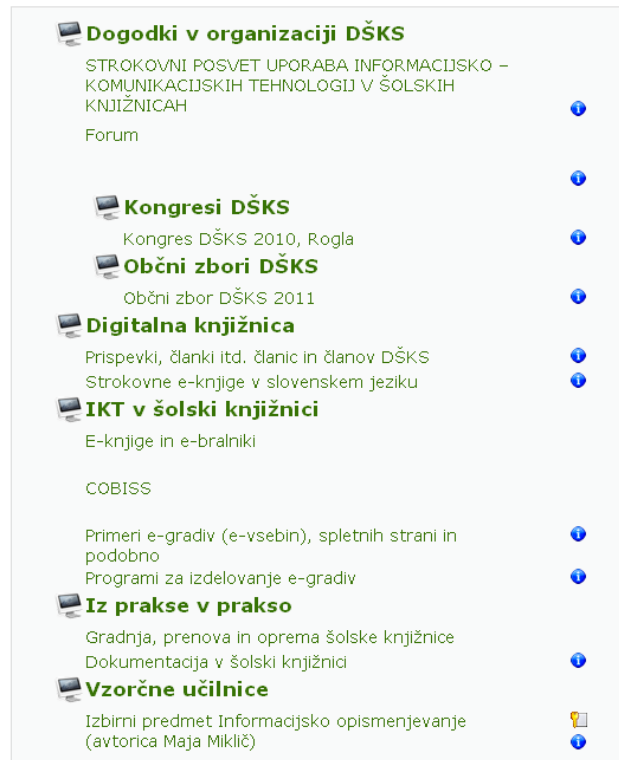 Dogodki v organizaciji DŠKS
STROKOVNI POSVET UPORABA INFORMACIJSKO –
KOMUNIKACIJSKIH TEHNOLOGIJ V ŠOLSKIH
KNJIŽNICAH
Forum
Kongresi DŠKS
Kongres DŠKS 2010, Rogla
Občni zbori DŠKS
Občni zbor DŠKS 2011
Digitalna knjižnica
Prispevki, članki itd. članic in članov DŠKS
Strokovne e-knjige v slovenskem jeziku
IKT v šolski knjižnici
E-knjige in e-bralniki
COBISS
Primeri e-gradiv (e-vsebin), spletnih strani in
podobno
Programi za izdelovanje e-gradiv
Iz prakse v prakso
Gradnja, prenova in oprema šolske knjižnice
Dokumentacija v šolski knjižnici
Vzorčne učilnice
Izbirni predmet Informacijsko opismenjevanje
(avtorica Maja Miklič)